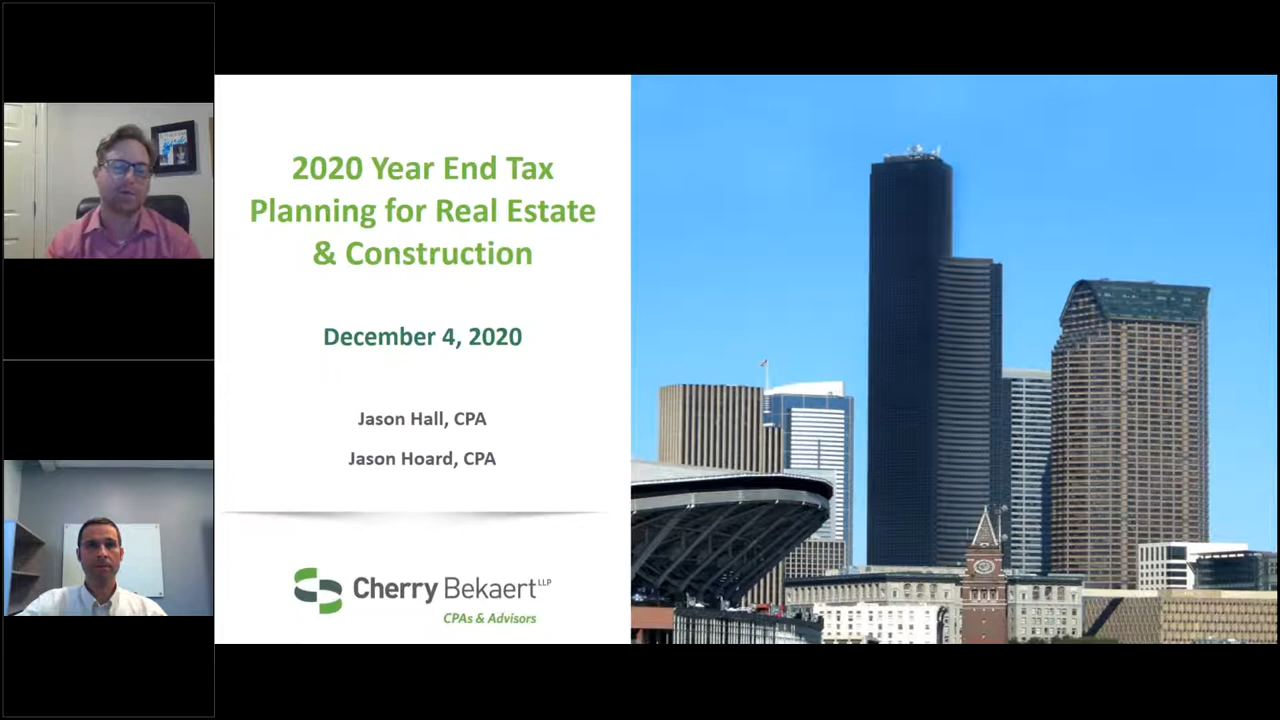 2020 Year End Tax
Planning for Real Estate
& Construction
December 4, 2020
Jason Hall, CPA
Jason Hoard, CPA
Cherry Bekaert LLP
CPAs & Advisors